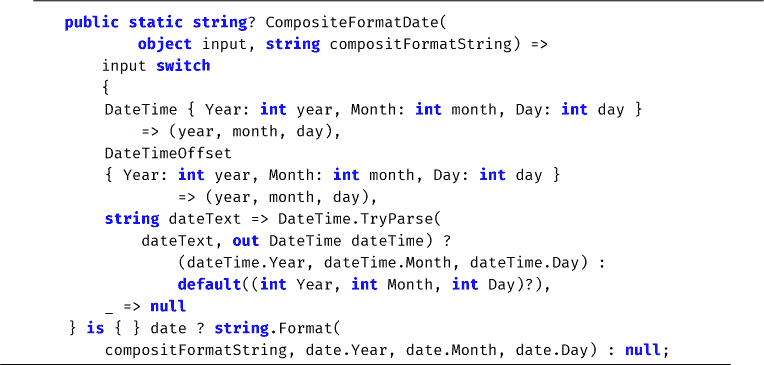 public static string? CompositeFormatDate(
object input, string compositFormatString) =>
input switch
{
DateTime { Year: int year, Month: int month, Day: int day }
=> (year, month, day),
DateTimeOffset
{ Year: int year, Month: int month, Day: int day }
=> (year, month, day),
string dateText => DateTime.TryParse(
dateText, out DateTime dateTime) ?
(dateTime.Year, dateTime.Month, dateTime.Day) :
default((int Year, int Month, int Day)?),
_ => null
} is { } date ? string.Format(
compositFormatString, date.Year, date.Month, date.Day) : null;